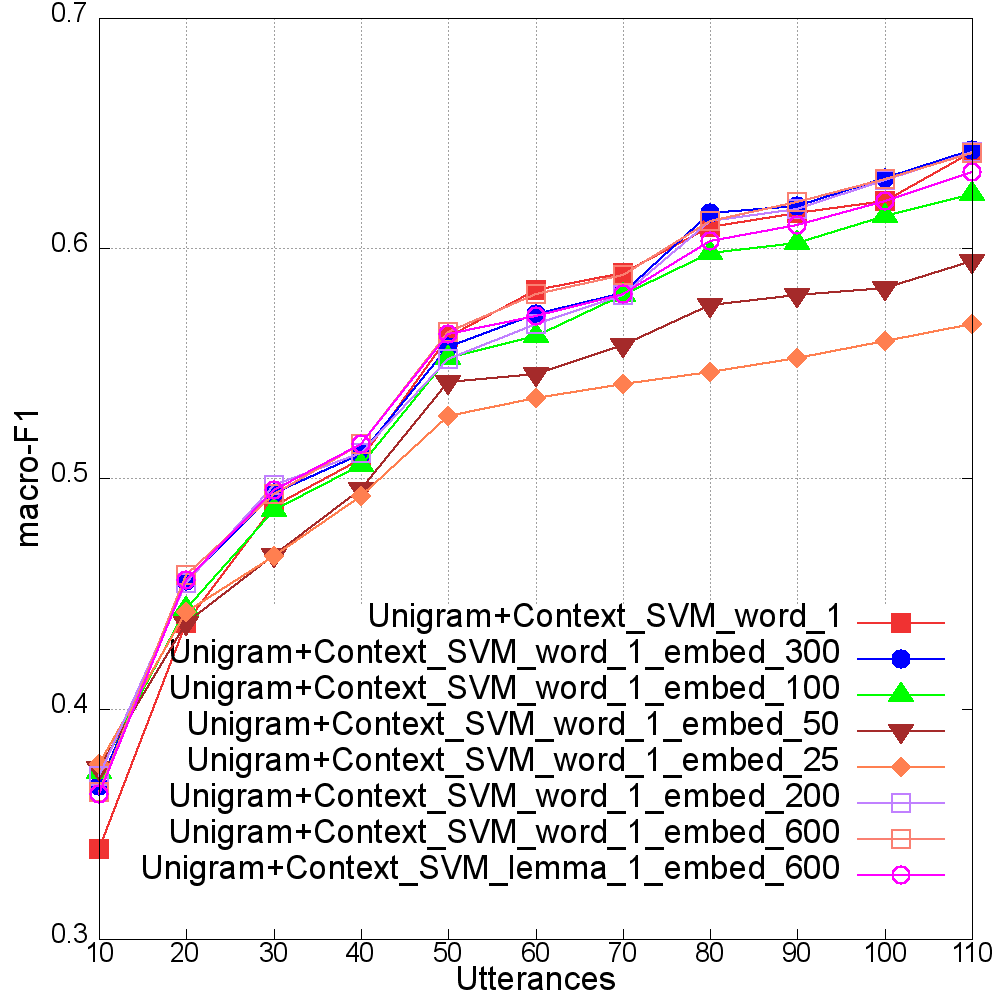 0.7
0.6
0.5
0.4
0.3
macro-F1
Unigram+Context_SVM_word_1
Unigram+Context_SVM_word_1_embed_300
Unigram+Context_SVM_word_1_embed_100
Unigram+Context_SVM_word_1_embed_50
Unigram+Context_SVM_word_1_embed_25
Unigram+Context_SVM_word_1_embed_200
Unigram+Context_SVM_word_1_embed_600
Unigram+Context_SVM_lemma_1_embed_600
10 20 30 40 50 60 70 80 90 100 110
Utterances